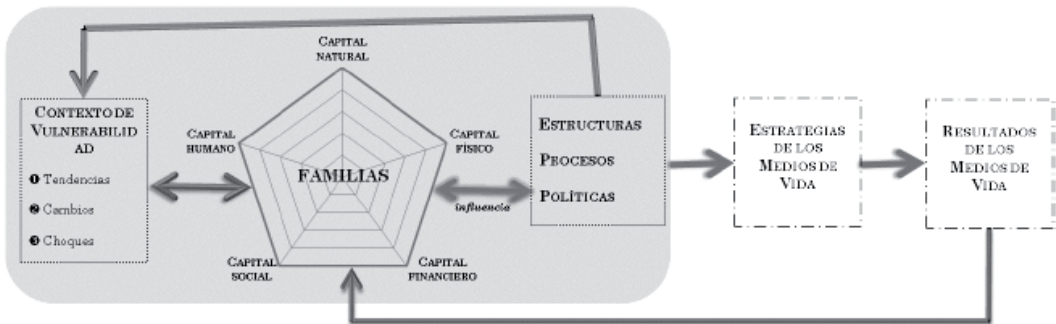 CAPITAL
NATURAL
CONTEXTO DE
VULNERABILID
AD
❶ Tendencias
❷ Cambios
❸ Choques
CAPITAL
HUMANO
CAPITAL
FÍSICO
FAMILIAS
influencia
CAPITAL
SOCIAL
CAPITAL
FINANCIERO
ESTRUCTURAS
PROCESOS
POLÍTICAS
ESTRATEGIAS
DE LOS
MEDIOS DE
VIDA
RESULTADOS
DE LOS
MEDIOS DE
VIDA